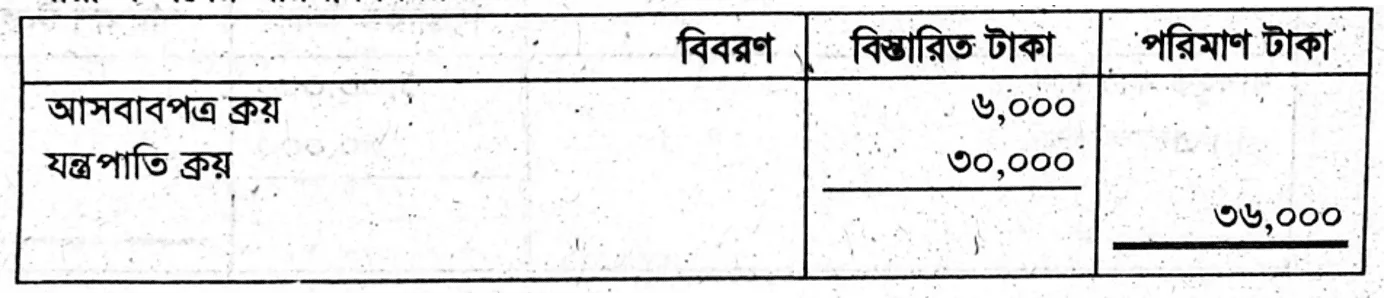 বিবরণ বিস্তারিত টাকা পরিমাণ টাকা
আসবাবপত্র ক্রয় ৬,০০০
যন্ত্রপাতি ক্রয় ৩০,০০০
৩৬,০০০